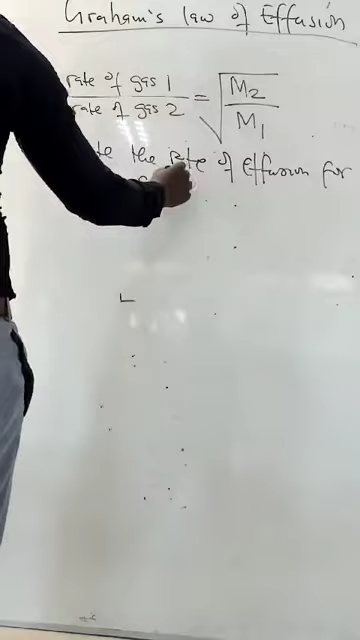 Graham's law of Effusion
rate of gas 1 = √M2
rate of gas 2 M1
the rate of Effusion for